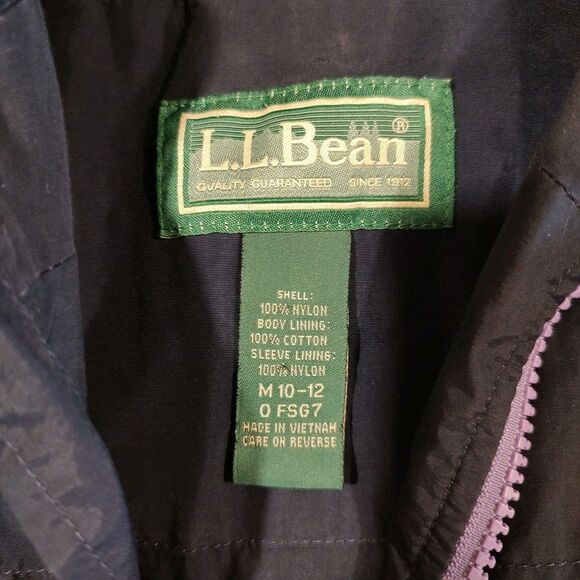 L.L.Bean®
QUALITY GUARANTEED SINCE 1912
SHELL:
100% NYLON
BODY LINING:
100% COTTON
SLEEVE LINING:
100% NYLON
M 10-12
0 FSG7
MADE IN VIETNAM
CARE ON REVERSE